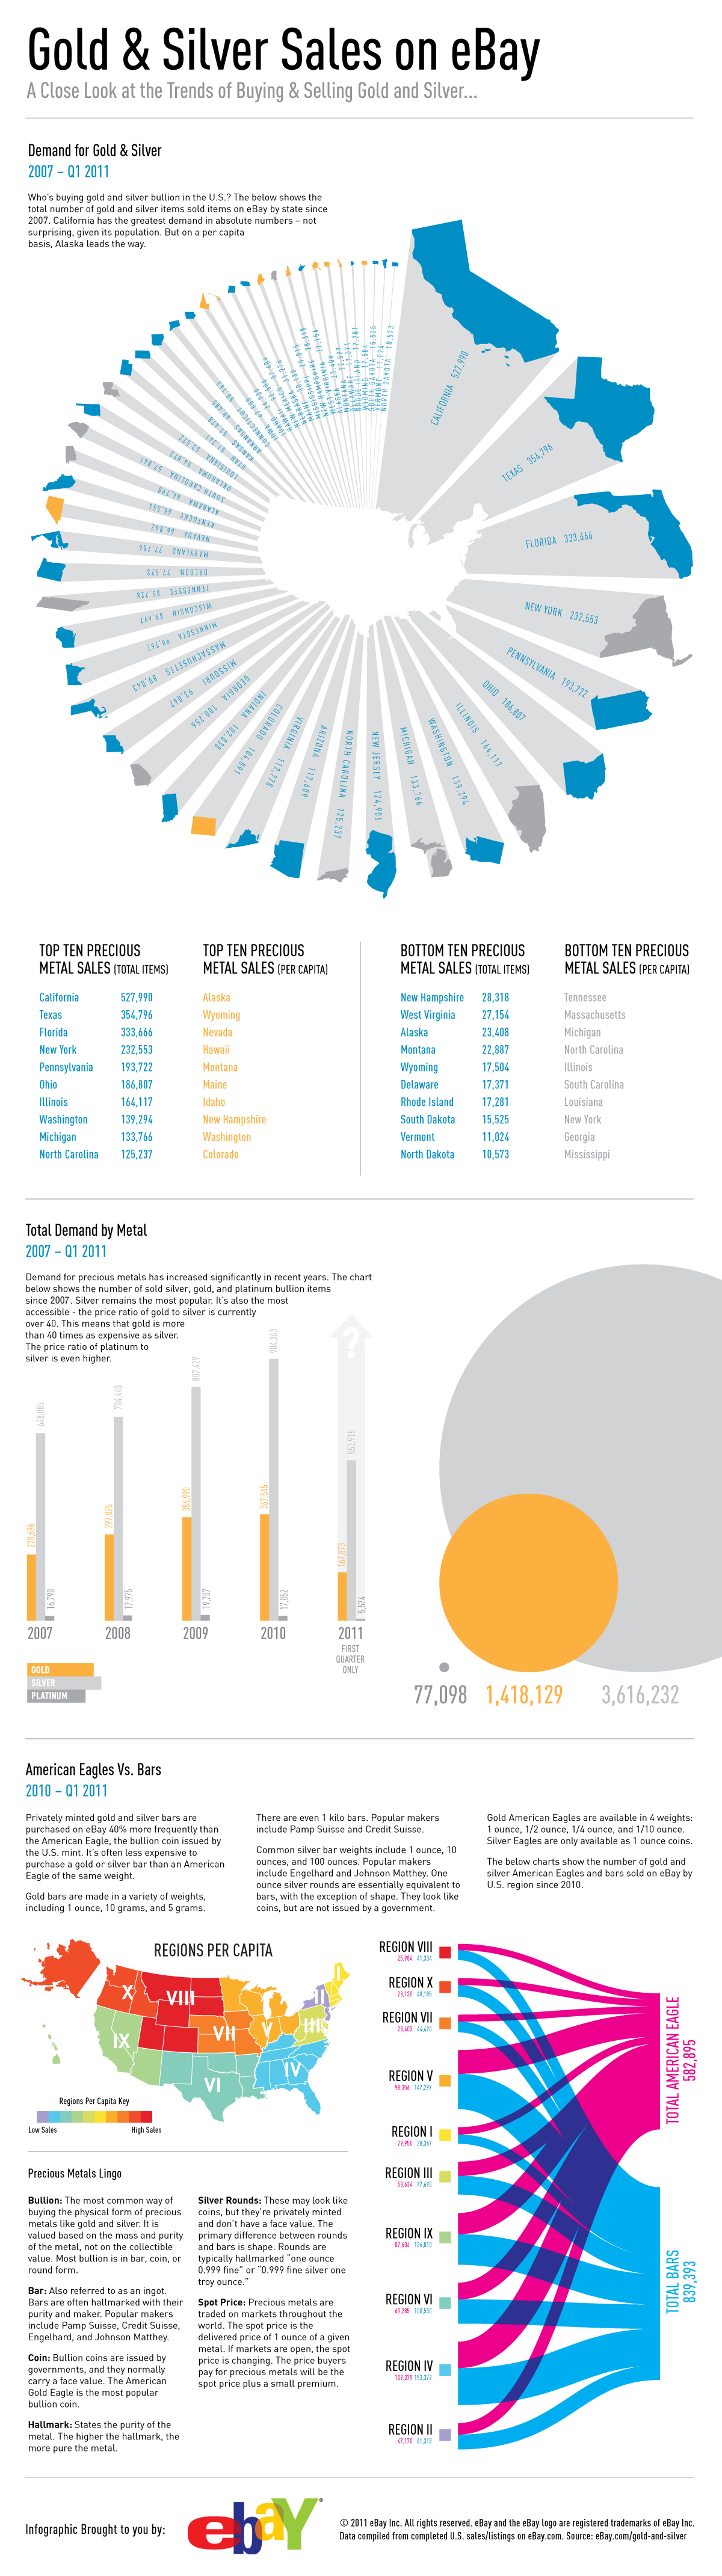 Gold & Silver Sales on eBay
A Close Look at the Trends of Buying & Selling Gold and Silver...
Demand for Gold & Silver
2007 – Q1 2011
Who's buying gold and silver bullion in the U.S.? The below shows the
total number of gold and silver items sold items on eBay by state since
2007. California has the greatest demand in absolute numbers – not
surprising, given its population. But on a per capita
basis, Alaska leads the way.
CALIFORNIA 527,990
TEXAS 354,796
FLORIDA 333,666
NEW YORK 232,553
PENNSYLVANIA 193,722
OHIO 186,807
ILLINOIS 164,117
WASHINGTON 139,294
MICHIGAN 133,766
NEW JERSEY 124,906
NORTH CAROLINA 125,237
ARIZONA 117,609
VIRGINIA 112,778
COLORADO 104,091
INDIANA 102,838
GEORGIA 100,256
MISSOURI 93,847
MASSACHUSETTS 89,043
MINNESOTA 90,747
WISCONSIN 89,697
TENNESSEE 85,728
OREGON 77,573
MARYLAND 77,786
NEVADA 66,842
KENTUCKY 65,554
ALABAMA 64,798
SOUTH CAROLINA 57,841
OKLAHOMA
LOUISIANA
UTAH
KANSAS
ARKANSAS
CONNECTICUT
RHODE ISLAND 17,281
SOUTH DAKOTA 15,525
VERMONT 11,024
NORTH DAKOTA 10,573
TOP TEN PRECIOUS
METAL SALES (TOTAL ITEMS)
California 527,990
Texas 354,796
Florida 333,666
New York 232,553
Pennsylvania 193,722
Ohio 186,807
Illinois 164,117
Washington 139,294
Michigan 133,766
North Carolina 125,237
TOP TEN PRECIOUS
METAL SALES (PER CAPITA)
Alaska
Wyoming
Nevada
Hawaii
Montana
Maine
Idaho
New Hampshire
Washington
Colorado
BOTTOM TEN PRECIOUS
METAL SALES (TOTAL ITEMS)
New Hampshire 28,318
West Virginia 27,154
Alaska 23,408
Montana 22,887
Wyoming 17,504
Delaware 17,371
Rhode Island 17,281
South Dakota 15,525
Vermont 11,024
North Dakota 10,573
BOTTOM TEN PRECIOUS
METAL SALES (PER CAPITA)
Tennessee
Massachusetts
Michigan
North Carolina
Illinois
South Carolina
Louisiana
New York
Georgia
Mississippi
Total Demand by Metal
2007 – Q1 2011
Demand for precious metals has increased significantly in recent years. The chart
below shows the number of sold silver, gold, and platinum bullion items
since 2007. Silver remains the most popular. It's also the most
accessible - the price ratio of gold to silver is currently
over 40. This means that gold is more
than 40 times as expensive as silver.
The price ratio of platinum to
silver is even higher.
228,696 648,085 16,790
297,825 704,440 17,975
356,990 807,429 19,707
367,545 904,363 17,052
167,073 553,915 5,574
?
2007
2008
2009
2010
2011
FIRST
QUARTER
ONLY
GOLD
SILVER
PLATINUM
77,098 1,418,129 3,616,232
American Eagles Vs. Bars
2010 – Q1 2011
Privately minted gold and silver bars are
purchased on eBay 40% more frequently than
the American Eagle, the bullion coin issued by
the U.S. mint. It's often less expensive to
purchase a gold or silver bar than an American
Eagle of the same weight.
Gold bars are made in a variety of weights,
including 1 ounce, 10 grams, and 5 grams.
There are even 1 kilo bars. Popular makers
include Pamp Suisse and Credit Suisse.
Common silver bar weights include 1 ounce, 10
ounces, and 100 ounces. Popular makers
include Engelhard and Johnson Matthey. One
ounce silver rounds are essentially equivalent to
bars, with the exception of shape. They look like
coins, but are not issued by a government.
Gold American Eagles are available in 4 weights:
1 ounce, 1/2 ounce, 1/4 ounce, and 1/10 ounce.
Silver Eagles are only available as 1 ounce coins.
The below charts show the number of gold and
silver American Eagles and bars sold on eBay by
U.S. region since 2010.
REGIONS PER CAPITA
X
VIII
IX
VII
VI
V
IV
III
II
I
Regions Per Capita Key
Low Sales High Sales
REGION VIII
25,984 41,334
REGION X
28,130 48,185
REGION VII
28,403 44,498
REGION V
98,356 147,297
REGION I
29,950 38,367
REGION III
58,634 77,690
REGION IX
87,604 126,810
REGION VI
69,285 100,530
REGION IV
109,379 153,372
REGION II
47,170 61,318
TOTAL AMERICAN EAGLE
582,895
TOTAL BARS
839,393
Precious Metals Lingo
Bullion: The most common way of
buying the physical form of precious
metals like gold and silver. It is
valued based on the mass and purity
of the metal, not on the collectible
value. Most bullion is in bar, coin, or
round form.
Bar: Also referred to as an ingot.
Bars are often hallmarked with their
purity and maker. Popular makers
include Pamp Suisse, Credit Suisse,
Engelhard, and Johnson Matthey.
Coin: Bullion coins are issued by
governments, and they normally
carry a face value. The American
Gold Eagle is the most popular
bullion coin.
Hallmark: States the purity of the
metal. The higher the hallmark, the
more pure the metal.
Silver Rounds: These may look like
coins, but they're privately minted
and don't have a face value. The
primary difference between rounds
and bars is shape. Rounds are
typically hallmarked "one ounce
0.999 fine" or "0.999 fine silver one
troy ounce."
Spot Price: Precious metals are
traded on markets throughout the
world. The spot price is the
delivered price of 1 ounce of a given
metal. If markets are open, the spot
price is changing. The price buyers
pay for precious metals will be the
spot price plus a small premium.
Infographic Brought to you by:
ebaY®
© 2011 eBay Inc. All rights reserved. eBay and the eBay logo are registered trademarks of eBay Inc.
Data compiled from completed U.S. sales/listings on eBay.com. Source: eBay.com/gold-and-silver